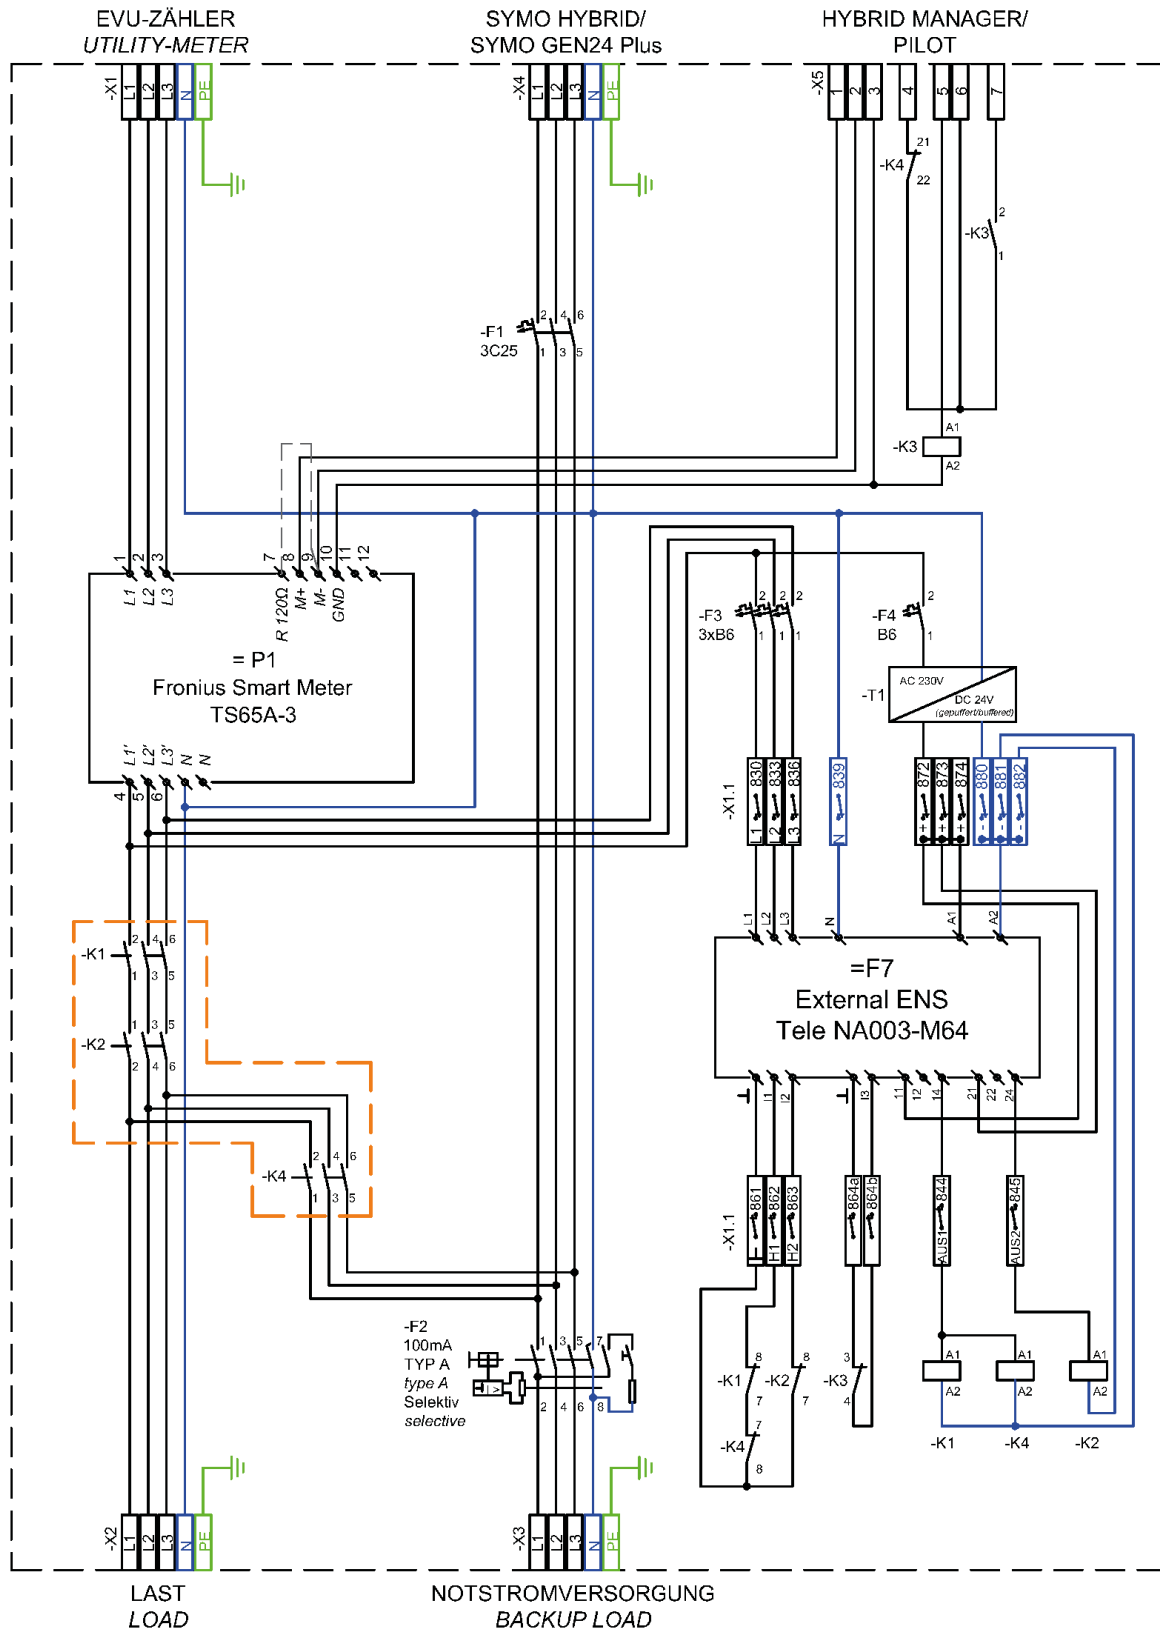 EVU-ZÄHLER
UTILITY-METER
SYMO HYBRID/
SYMO GEN24 Plus
HYBRID MANAGER/
PILOT
-X1
L1
L2
L3
N
PE
-X4
L1
L2
L3
N
PE
-X5
1
2
3
4
5
6
7
-K4
21
22
-K3
2
1
-F1
3C25
2
4
6
1
3
5
-K3
A1
A2
1
2
3
7
8
9
10
11
12
L1
L2
L3
R 120Ω
M+
M-
GND
= P1
Fronius Smart Meter
TS65A-3
L1'
L2'
L3'
N
N
4
5
6
-F3
3xB6
2
2
2
1
1
1
-F4
B6
2
1
-T1
AC 230V
DC 24V
(gepuffert/buffered)
-X1.1
L1
830
L2
833
L3
836
N
839
+
872
+
873
+
874
-
880
-
881
-
882
L1
L2
L3
N
A1
A2
=F7
External ENS
Tele NA003-M64
I1
I2
I3
11
12
14
21
22
24
-K1
2
4
6
1
3
5
-K2
1
3
5
2
4
6
-K4
2
4
6
1
3
5
-X1.1
861
H1
862
H2
863
864a
864b
AUS1
844
AUS2
845
-F2
100mA
TYP A
type A
Selektiv
selective
1
3
5
7
I >
2
4
6
8
-K1
8
7
-K2
8
7
-K3
3
4
-K4
7
8
A1
A2
A1
A2
A1
A2
-K1
-K4
-K2
-X2
L1
L2
L3
N
PE
-X3
L1
L2
L3
N
PE
LAST
LOAD
NOTSTROMVERSORGUNG
BACKUP LOAD